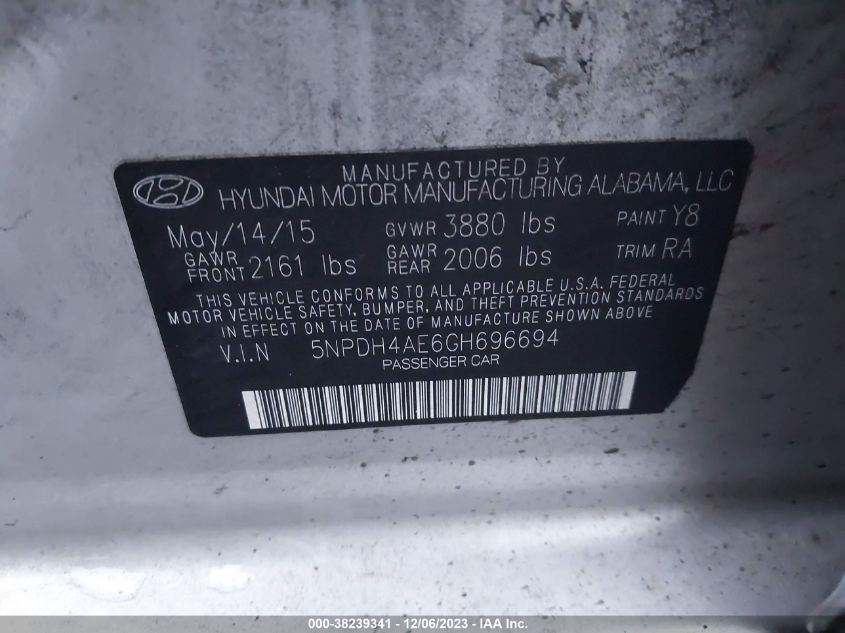 MANUFACTURED BY
HYUNDAI MOTOR MANUFACTURING ALABAMA, LLC
May/14/15 GVWR 3880 lbs PAINT Y8
GAWR FRONT 2161 lbs GAWR REAR 2006 lbs TRIM RA
THIS VEHICLE CONFORMS TO ALL APPLICABLE U.S.A. FEDERAL
MOTOR VEHICLE SAFETY, BUMPER, AND THEFT PREVENTION STANDARDS
IN EFFECT ON THE DATE OF MANUFACTURE SHOWN ABOVE.
V.I.N 5NPDH4AE6GH696694
PASSENGER CAR
000-38239341 - 12/06/2023 - IAA Inc.